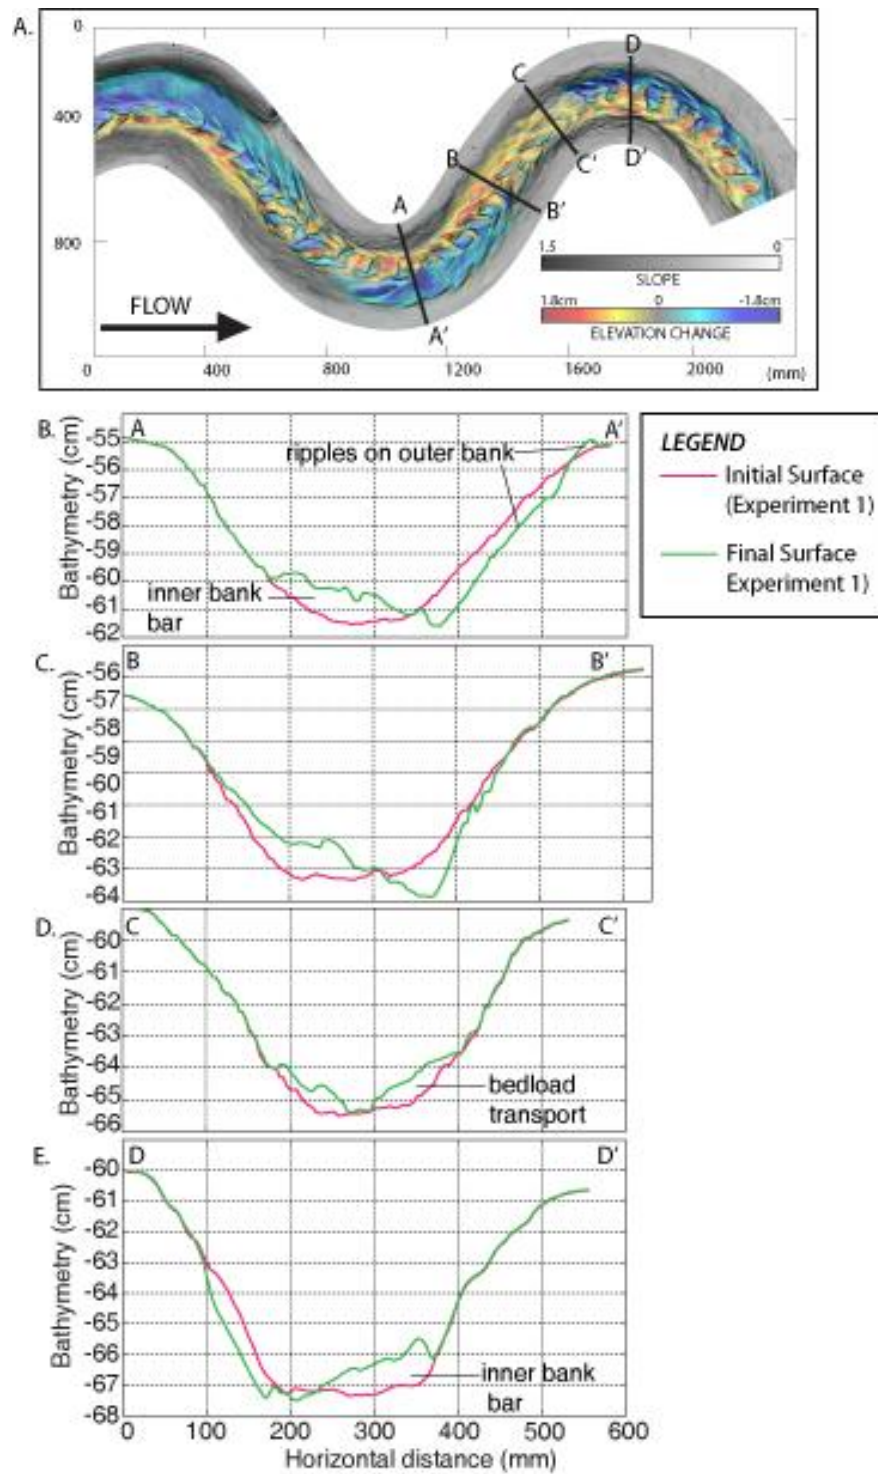 A.
0
400
800
D
C
B
A
C'
D'
B'
A'
1.5 0
SLOPE
1.8cm 0 -1.8cm
ELEVATION CHANGE
FLOW
0 400 800 1200 1600 2000 (mm)
B.
A
A'
ripples on outer bank
inner bank
bar
Bathymetry (cm)
-55
-56
-57
-58
-59
-60
-61
-62
LEGEND
Initial Surface
(Experiment 1)
Final Surface
Experiment 1)
C.
B
B'
Bathymetry (cm)
-56
-57
-58
-59
-60
-61
-62
-63
-64
D.
C
C'
Bathymetry (cm)
-60
-61
-62
-63
-64
-65
-66
bedload
transport
E.
D
D'
Bathymetry (cm)
-60
-61
-62
-63
-64
-65
-66
-67
-68
inner bank
bar
0 100 200 300 400 500 600
Horizontal distance (mm)